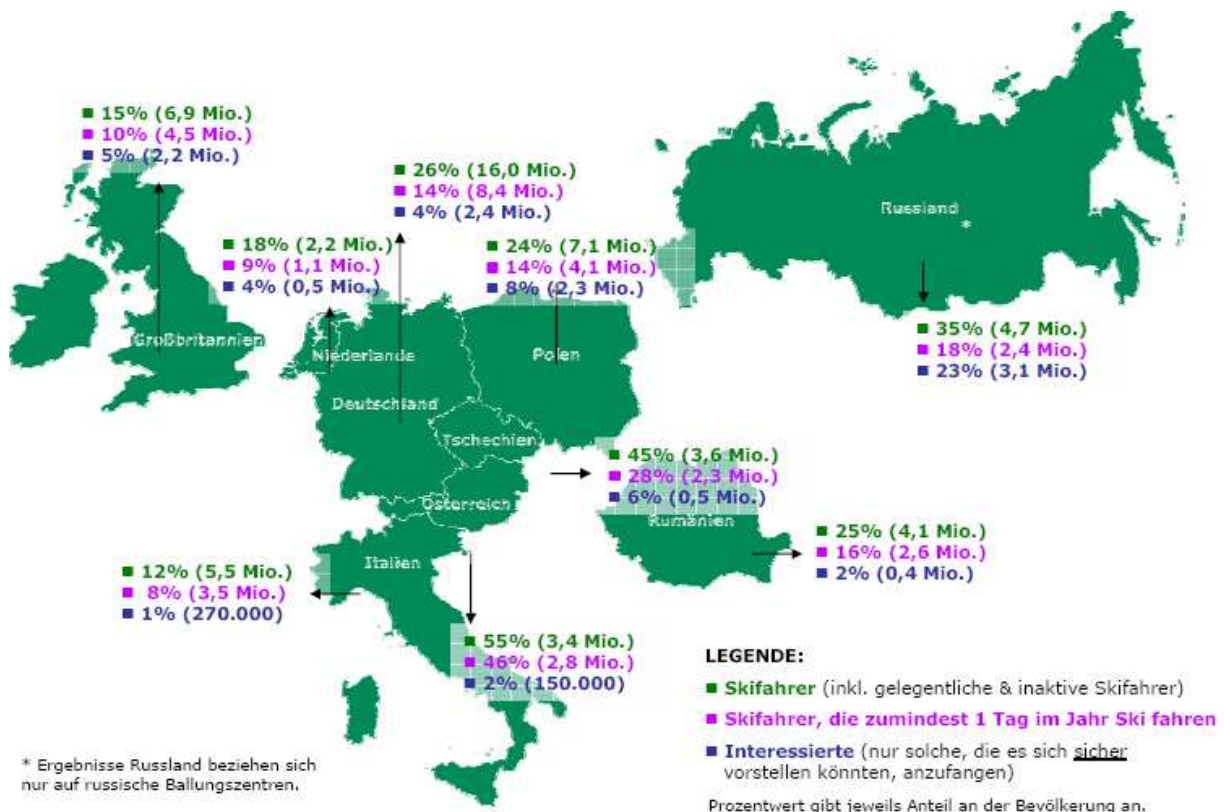 ■ 15% (6,9 Mio.)
■ 10% (4,5 Mio.)
■ 5% (2,2 Mio.)
■ 26% (16,0 Mio.)
■ 14% (8,4 Mio.)
■ 4% (2,4 Mio.)
■ 18% (2,2 Mio.)
■ 9% (1,1 Mio.)
■ 4% (0,5 Mio.)
■ 24% (7,1 Mio.)
■ 14% (4,1 Mio.)
■ 8% (2,3 Mio.)
Russland
*
■ 35% (4,7 Mio.)
■ 18% (2,4 Mio.)
■ 23% (3,1 Mio.)
Großbritannien
Niederlande
Polen
Deutschland
Tschechien
Österreich
■ 45% (3,6 Mio.)
■ 28% (2,3 Mio.)
■ 6% (0,5 Mio.)
Rumänien
■ 25% (4,1 Mio.)
■ 16% (2,6 Mio.)
■ 2% (0,4 Mio.)
Italien
■ 12% (5,5 Mio.)
■ 8% (3,5 Mio.)
■ 1% (270.000)
■ 55% (3,4 Mio.)
■ 46% (2,8 Mio.)
■ 2% (150.000)
LEGENDE:
■ Skifahrer (inkl. gelegentliche & inaktive Skifahrer)
■ Skifahrer, die zumindest 1 Tag im Jahr Ski fahren
■ Interessierte (nur solche, die es sich sicher
vorstellen könnten, anzufangen)
Prozentwert gibt jeweils Anteil an der Bevölkerung an.
* Ergebnisse Russland beziehen sich
nur auf russische Ballungszentren.